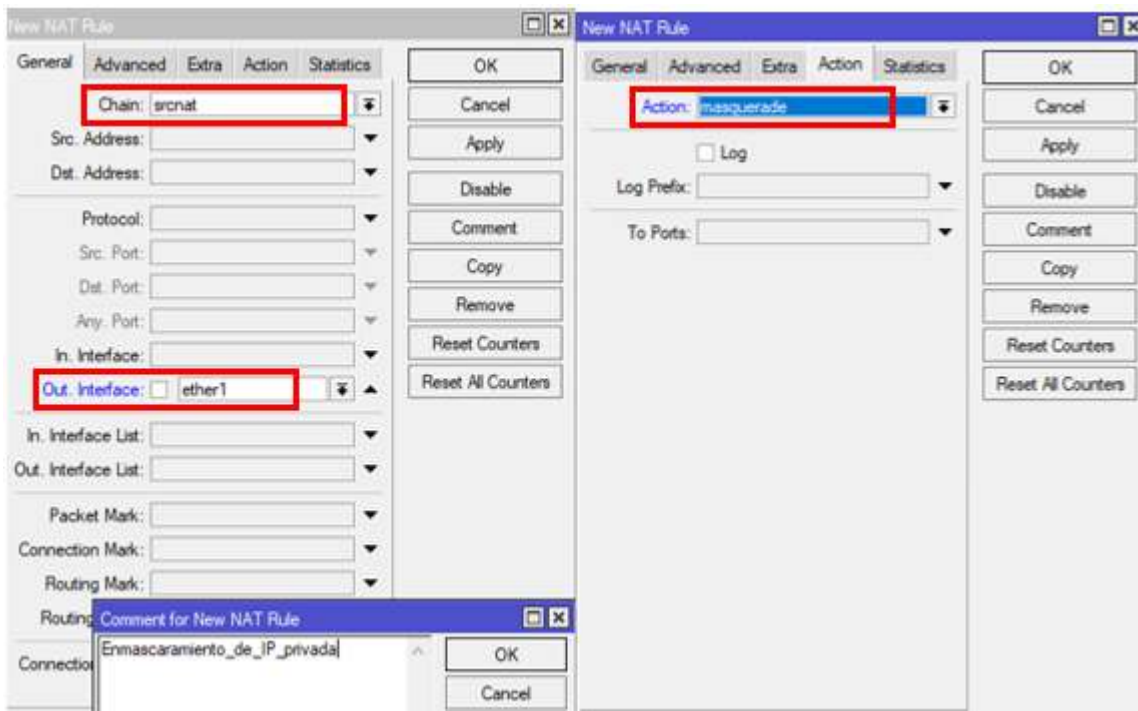 New NAT Rule
General Advanced Extra Action Statistics
OK
Chain: srcnat
Cancel
Src. Address:
Apply
Dst. Address:
Disable
Protocol:
Comment
Src. Port:
Copy
Dst. Port:
Remove
Any. Port:
Reset Counters
In. Interface:
Reset All Counters
Out. Interface: ether1
In. Interface List:
Out. Interface List:
Packet Mark:
Connection Mark:
Routing Mark:
Routing
Connection
Comment for New NAT Rule
Enmascaramiento_de_IP_privada
OK
Cancel
New NAT Rule
General Advanced Extra Action Statistics
OK
Action: masquerade
Cancel
Log
Apply
Log Prefix:
Disable
To Ports:
Comment
Copy
Remove
Reset Counters
Reset All Counters